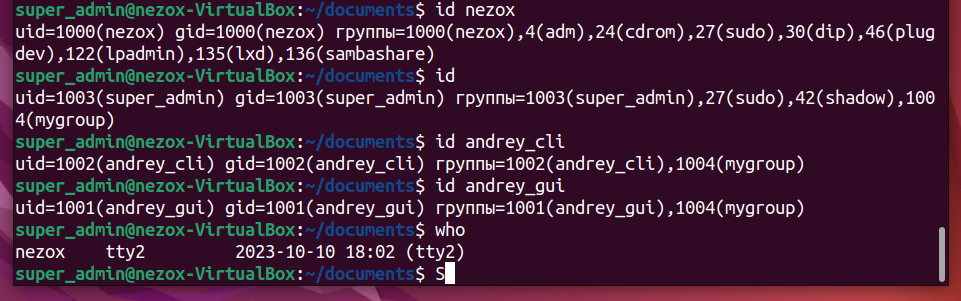 super_admin@nezox-VirtualBox:~/documents$ id nezox
uid=1000(nezox) gid=1000(nezox) группы=1000(nezox),4(adm),24(cdrom),27(sudo),30(dip),46(plug
dev),122(lpadmin),135(lxd),136(sambashare)
super_admin@nezox-VirtualBox:~/documents$ id
uid=1003(super_admin) gid=1003(super_admin) группы=1003(super_admin),27(sudo),42(shadow),100
4(mygroup)
super_admin@nezox-VirtualBox:~/documents$ id andrey_cli
uid=1002(andrey_cli) gid=1002(andrey_cli) группы=1002(andrey_cli),1004(mygroup)
super_admin@nezox-VirtualBox:~/documents$ id andrey_gui
uid=1001(andrey_gui) gid=1001(andrey_gui) группы=1001(andrey_gui),1004(mygroup)
super_admin@nezox-VirtualBox:~/documents$ who
nezox    tty2         2023-10-10 18:02 (tty2)
super_admin@nezox-VirtualBox:~/documents$ S